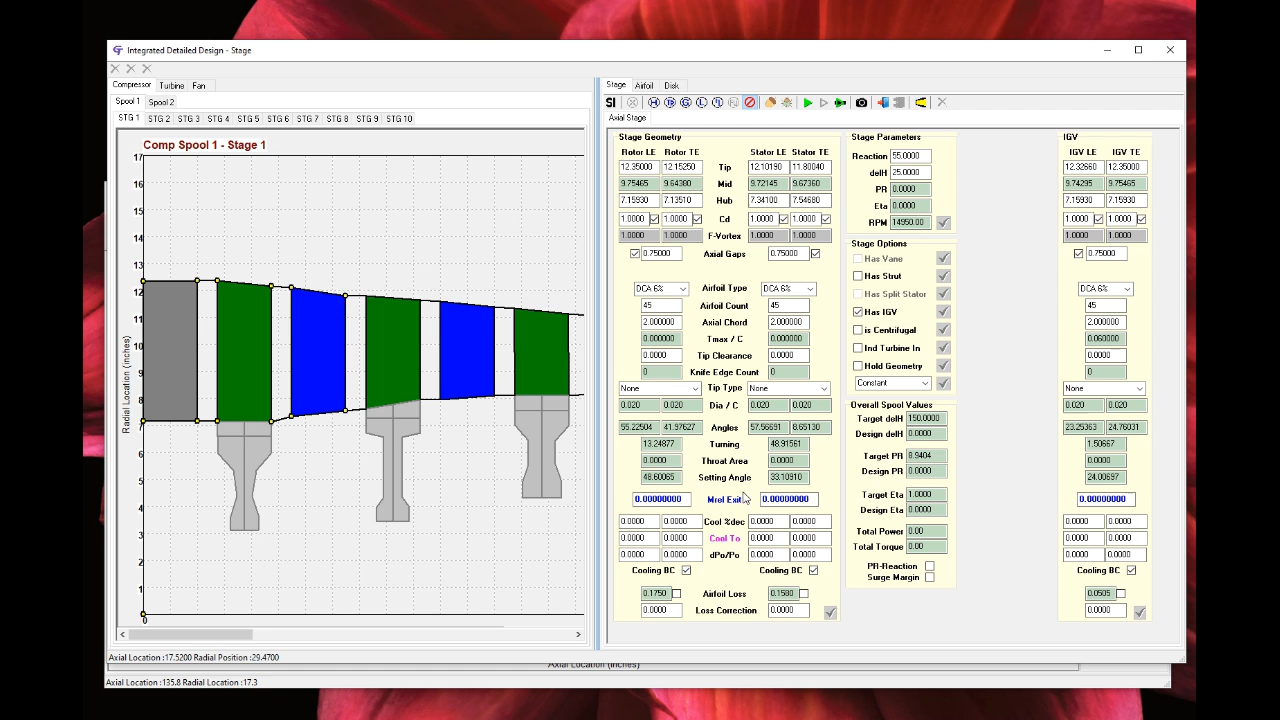 Integrated Detailed Design - Stage
Compressor Turbine Fan
Spool 1 Spool 2
STG 1 STG 2 STG 3 STG 4 STG 5 STG 6 STG 7 STG 8 STG 9 STG 10
Comp Spool 1 - Stage 1
17
16
15
14
13
12
11
10
9
8
7
6
5
4
3
2
1
0
Radial Location (inches)
Axial Location :17.5200 Radial Position :29.4700
Axial Location (inches)
Axial Location :135.8 Radial Location :17.3
Stage Airfoil Disk
SI
Axial Stage
Stage Geometry
Rotor LE Rotor TE Stator LE Stator TE
12.35000 12.15250 Tip 12.10190 11.80040
9.75465 9.64380 Mid 9.72145 9.67360
7.15930 7.13510 Hub 7.34100 7.54680
1.0000 1.0000 Cd 1.0000 1.0000
1.0000 1.0000 F-Vortex 1.0000 1.0000
0.75000 Axial Gaps 0.75000
DCA 6% Airfoil Type DCA 6%
45 Airfoil Count 45
2.000000 Axial Chord 2.000000
0.000000 Tmax / C 0.000000
0.0000 Tip Clearance 0.0000
0 Knife Edge Count 0
None Tip Type None
0.020 0.020 Dia / C 0.020 0.020
55.22504 41.97627 Angles 57.56691 8.65130
13.24877 Turning 48.91561
0.0000 Throat Area 0.0000
48.60065 Setting Angle 33.10910
0.00000000 Mrel Exit 0.00000000
0.0000 0.0000 Cool %dec 0.0000 0.0000
0.0000 0.0000 Cool To 0.0000 0.0000
0.0000 0.0000 dPo/Po 0.0000 0.0000
Cooling BC Cooling BC
0.1750 Airfoil Loss 0.1580
0.0000 Loss Correction 0.0000
Stage Parameters
Reaction 55.0000
delH 25.0000
PR 0.0000
Eta 0.0000
RPM 14950.00
Stage Options
Has Vane
Has Strut
Has Split Stator
Has IGV
is Centrifugal
Ind Turbine In
Hold Geometry
Constant
Overall Spool Values
Target delH 150.0000
Design delH 0.0000
Target PR 8.9404
Design PR 0.0000
Target Eta 1.0000
Design Eta 0.0000
Total Power 0.00
Total Torque 0.00
PR-Reaction
Surge Margin
IGV
IGV LE IGV TE
12.32660 12.35000
9.74295 9.75465
7.15930 7.15930
1.0000 1.0000
1.0000 1.0000
0.75000
DCA 6%
45
2.000000
0.060000
0.0000
0
None
0.020 0.020
23.25363 24.76031
1.50667
0.0000
24.00697
0.00000000
0.0000 0.0000
0.0000 0.0000
0.0000 0.0000
Cooling BC
0.0505
0.0000